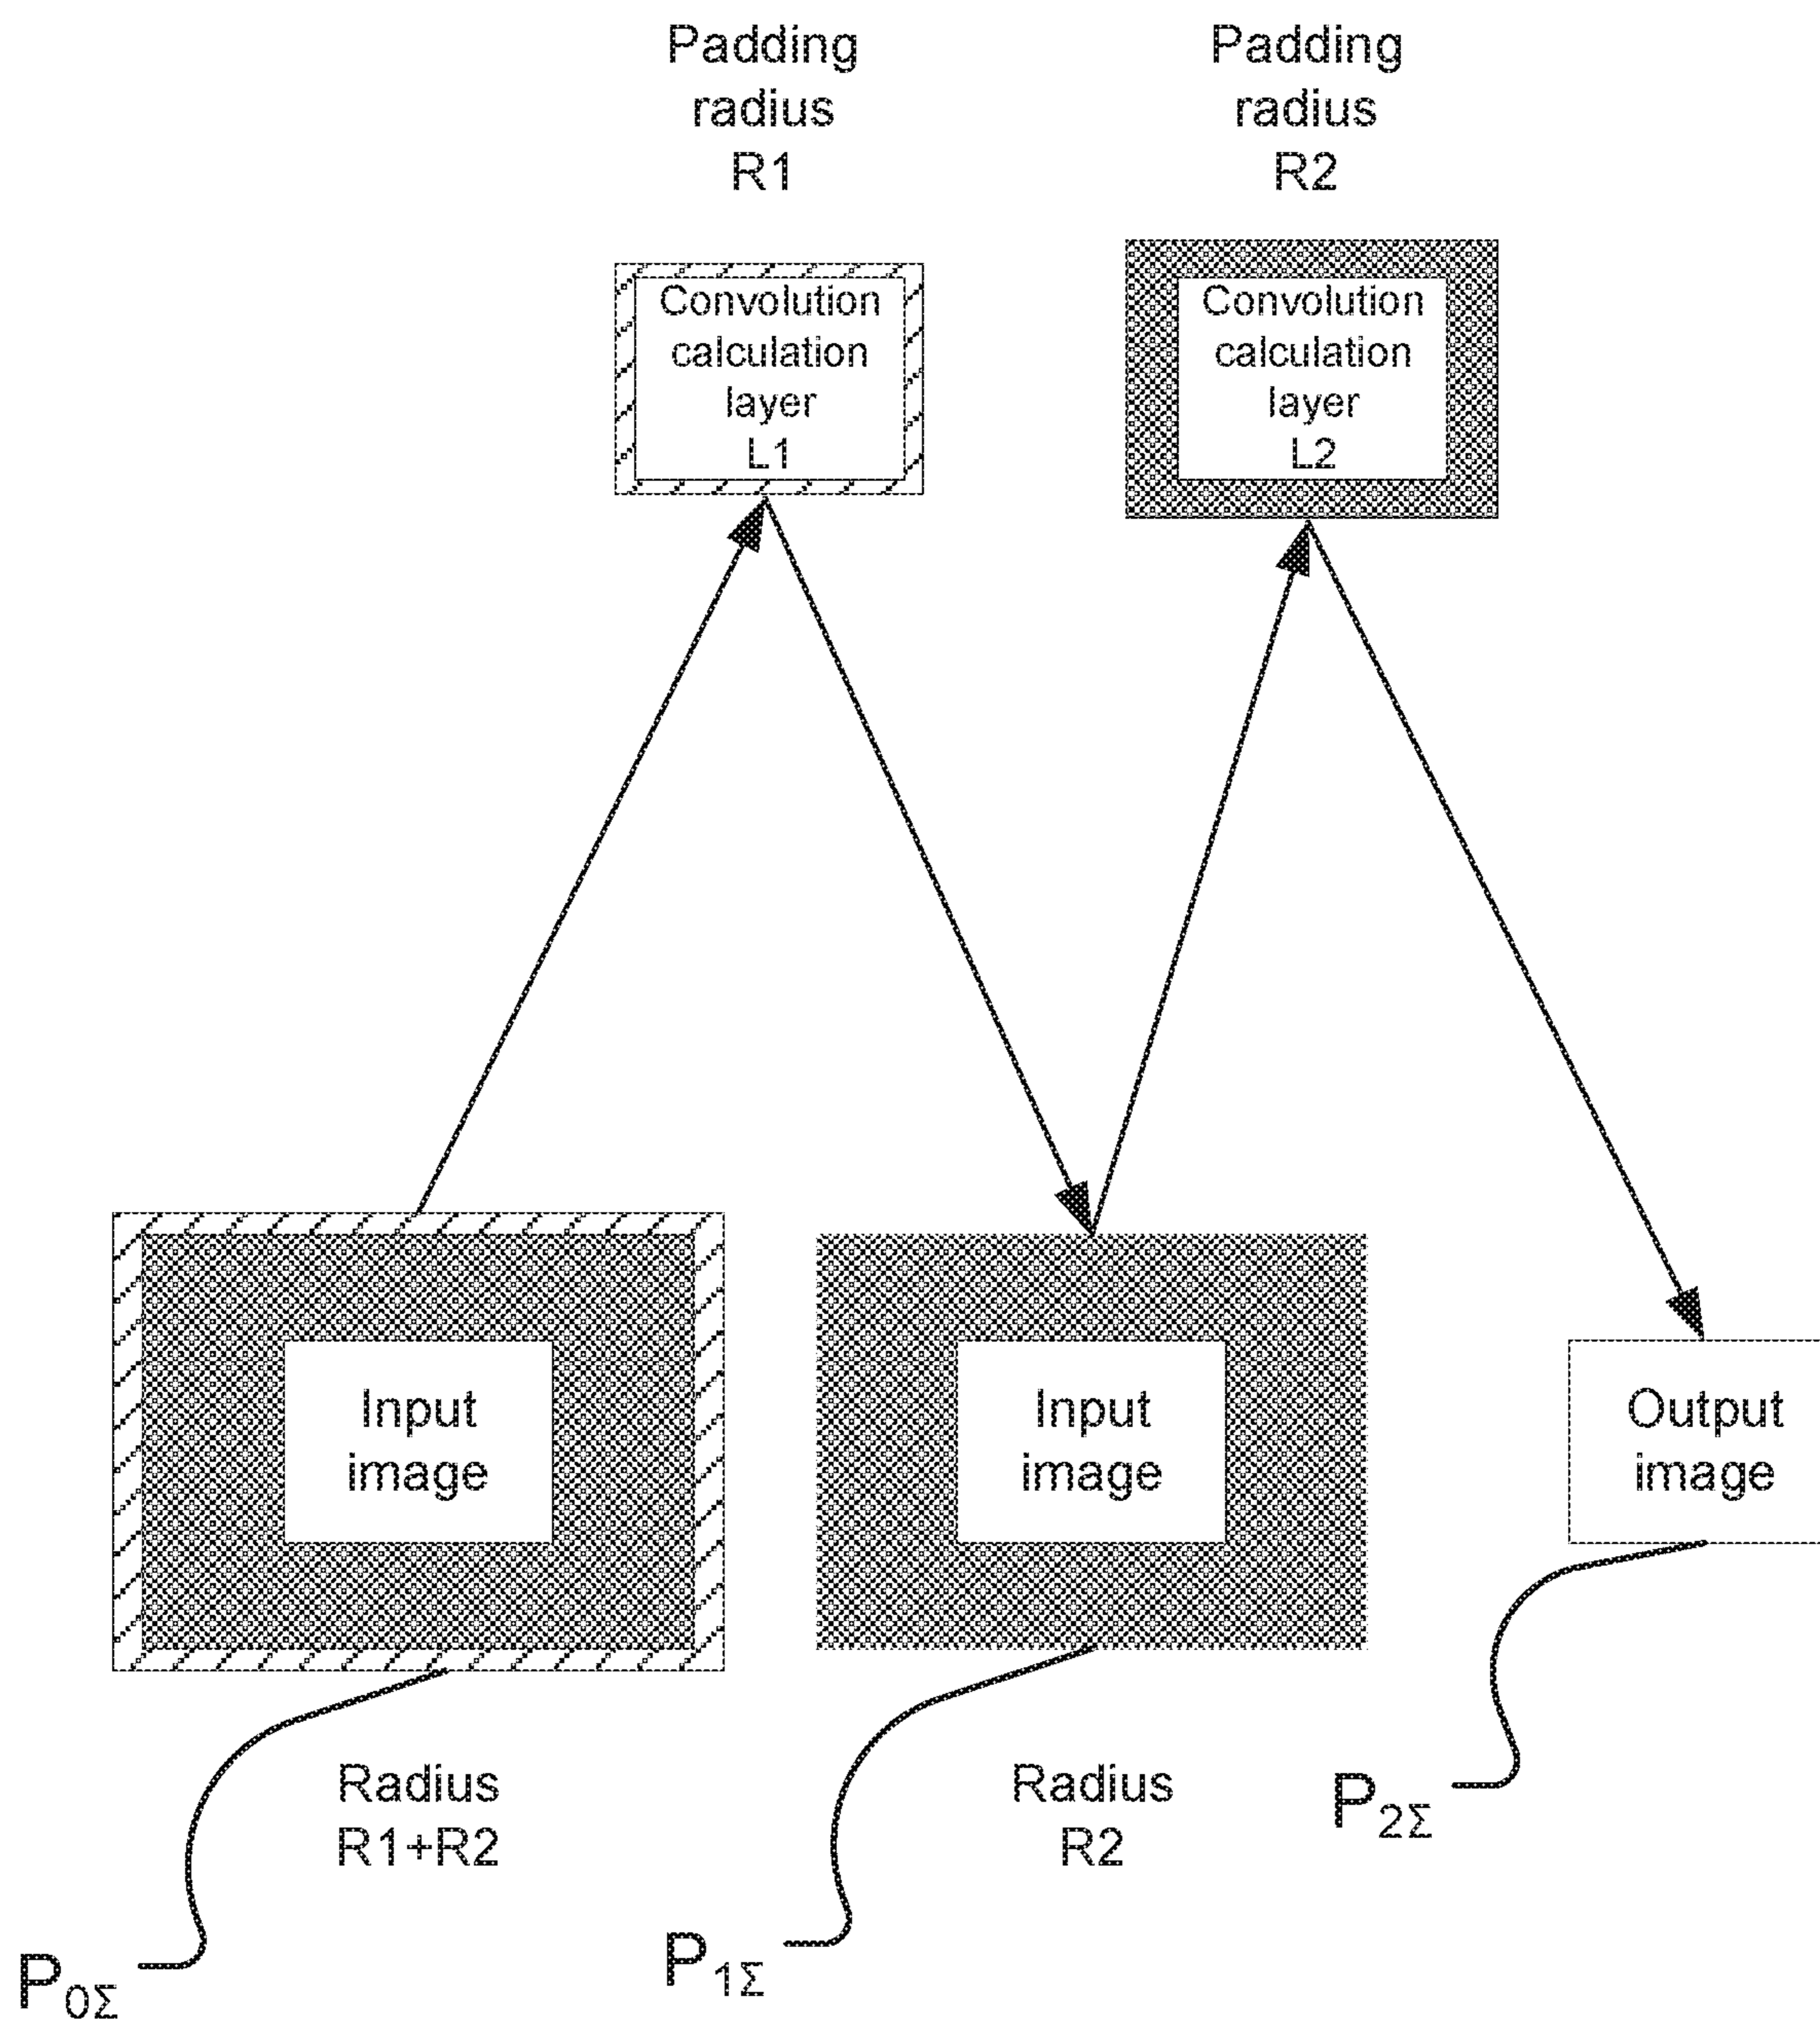 Padding
radius
R1
Padding
radius
R2
Convolution
calculation
layer
L1
Convolution
calculation
layer
L2
Input
image
Input
image
Output
image
Radius
R1+R2
Radius
R2
P0Σ
P1Σ
P2Σ